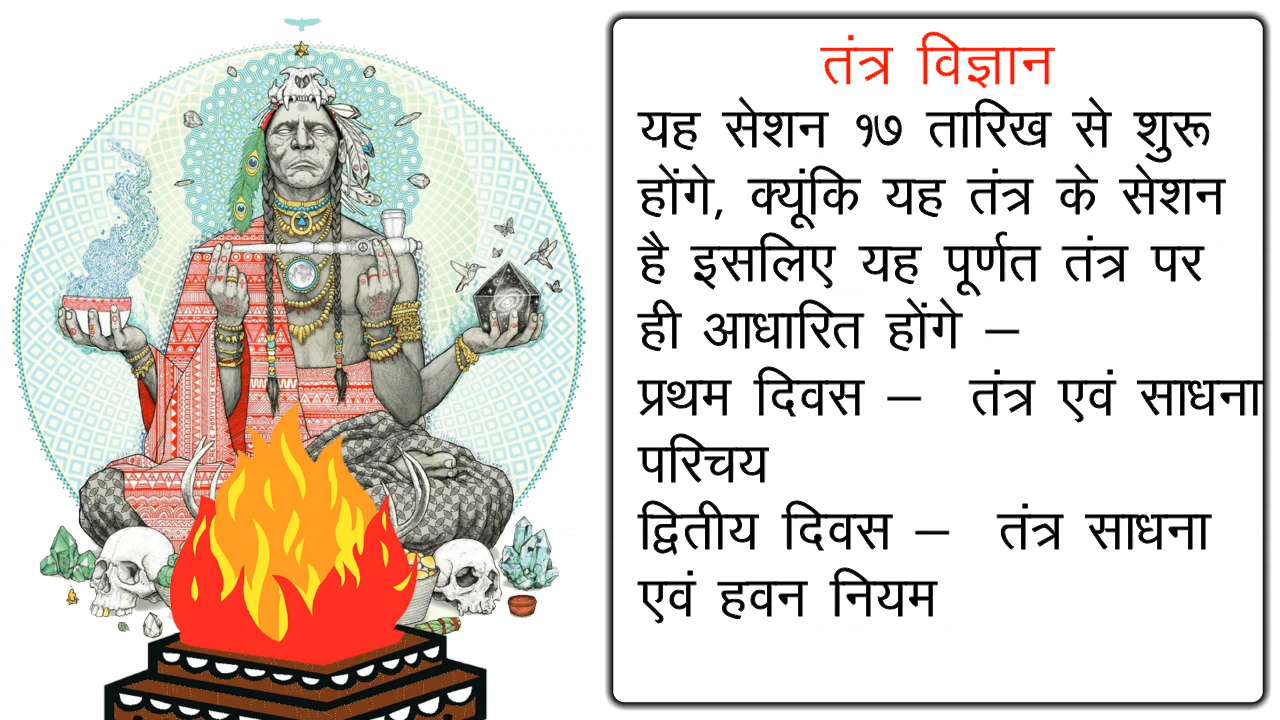 तंत्र विज्ञान
यह सेशन १७ तारिख से शुरू
होंगे, क्यूंकि यह तंत्र के सेशन
है इसलिए यह पूर्णत तंत्र पर
ही आधारित होंगे –
प्रथम दिवस –  तंत्र एवं साधना
परिचय
द्वितीय दिवस –  तंत्र साधना
एवं हवन नियम